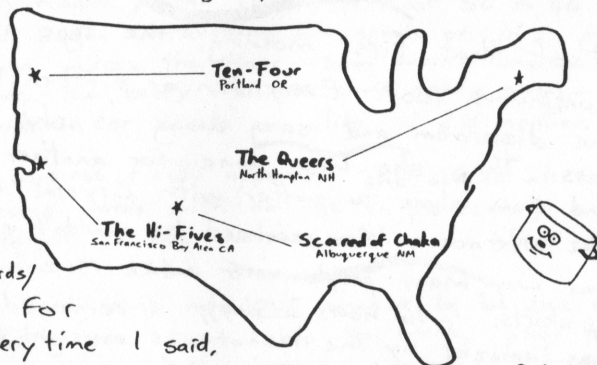 Ten-Four
Portland OR
The Queers
North Hampton NH
The Hi-Fives
San Francisco Bay Area CA
Scared of Chaka
Albuquerque NM
rds/
For
ery time I said,